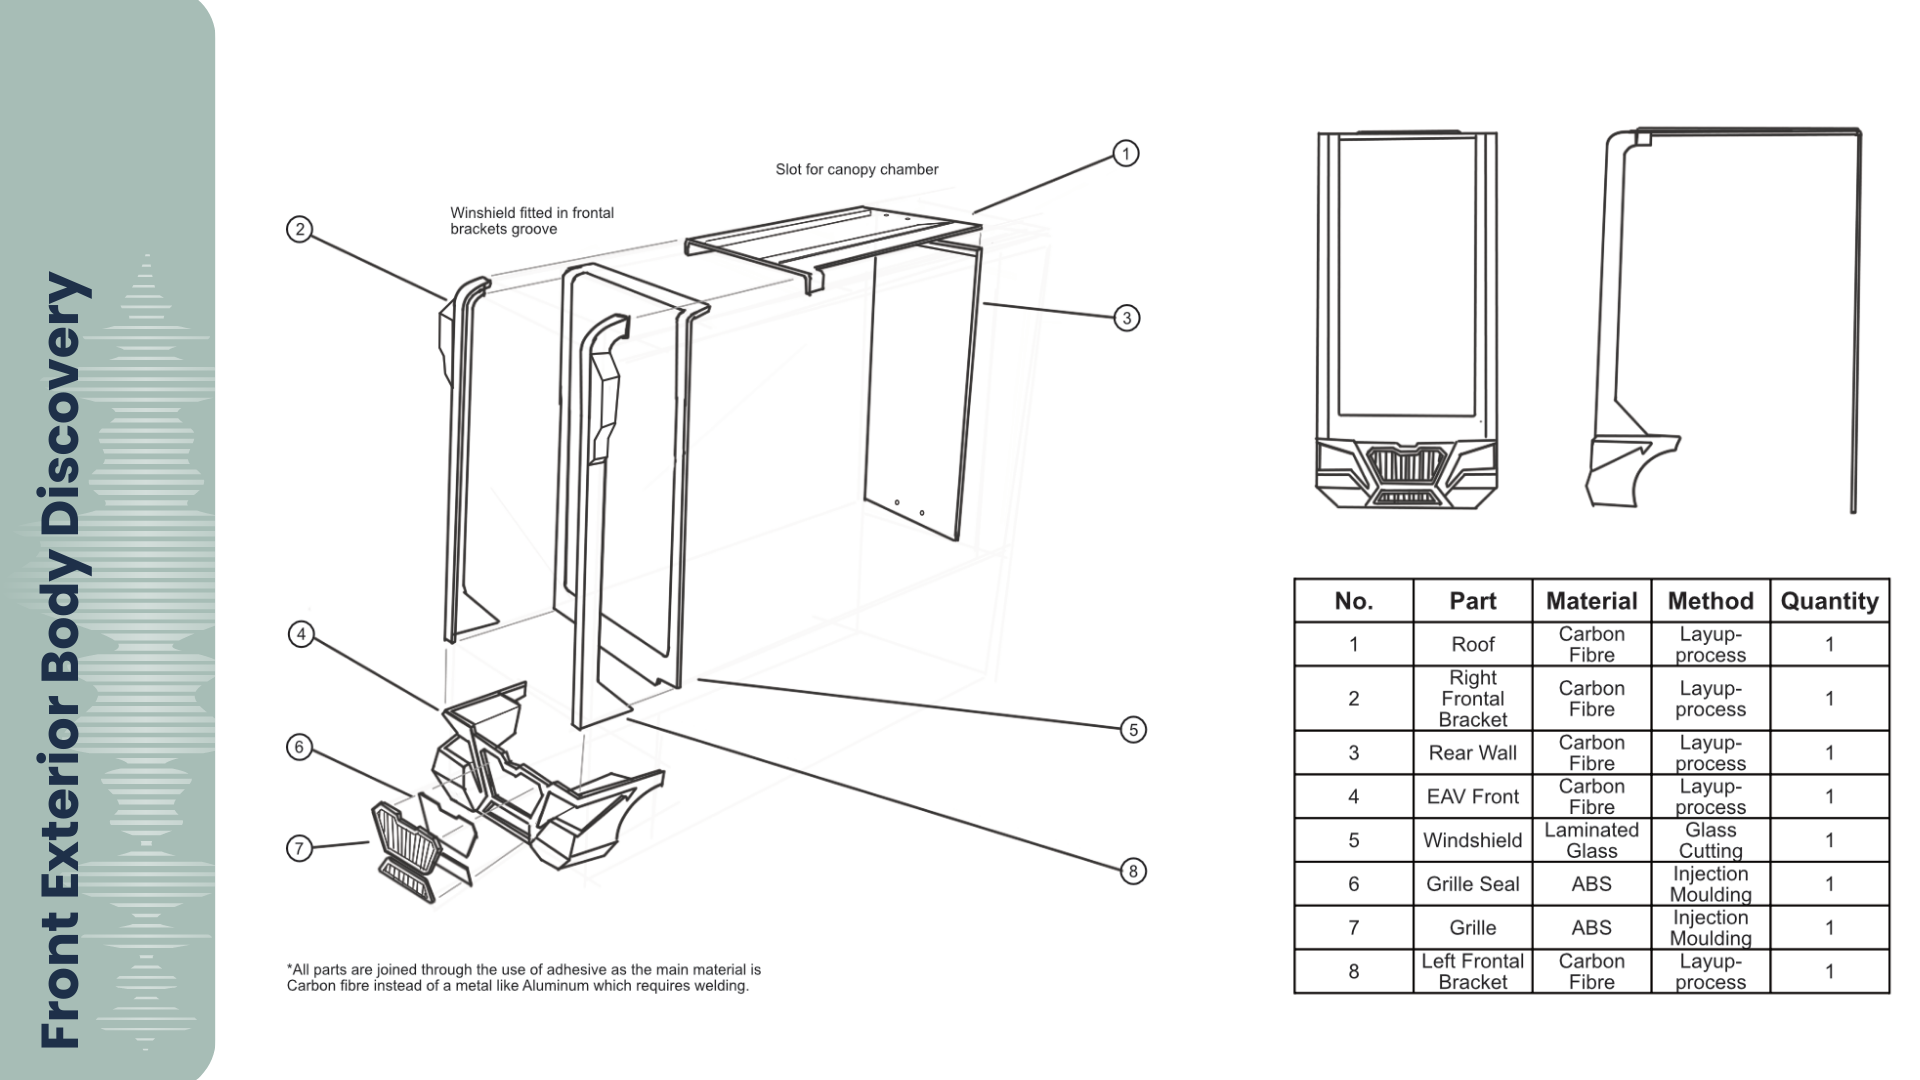 Front Exterior Body Discovery
Slot for canopy chamber
1
Winshield fitted in frontal
brackets groove
2
3
4
5
6
7
8
*All parts are joined through the use of adhesive as the main material is
Carbon fibre instead of a metal like Aluminum which requires welding.
No. Part Material Method Quantity
1 Roof Carbon Fibre Layup-process 1
2 Right Frontal Bracket Carbon Fibre Layup-process 1
3 Rear Wall Carbon Fibre Layup-process 1
4 EAV Front Carbon Fibre Layup-process 1
5 Windshield Laminated Glass Glass Cutting 1
6 Grille Seal ABS Injection Moulding 1
7 Grille ABS Injection Moulding 1
8 Left Frontal Bracket Carbon Fibre Layup-process 1